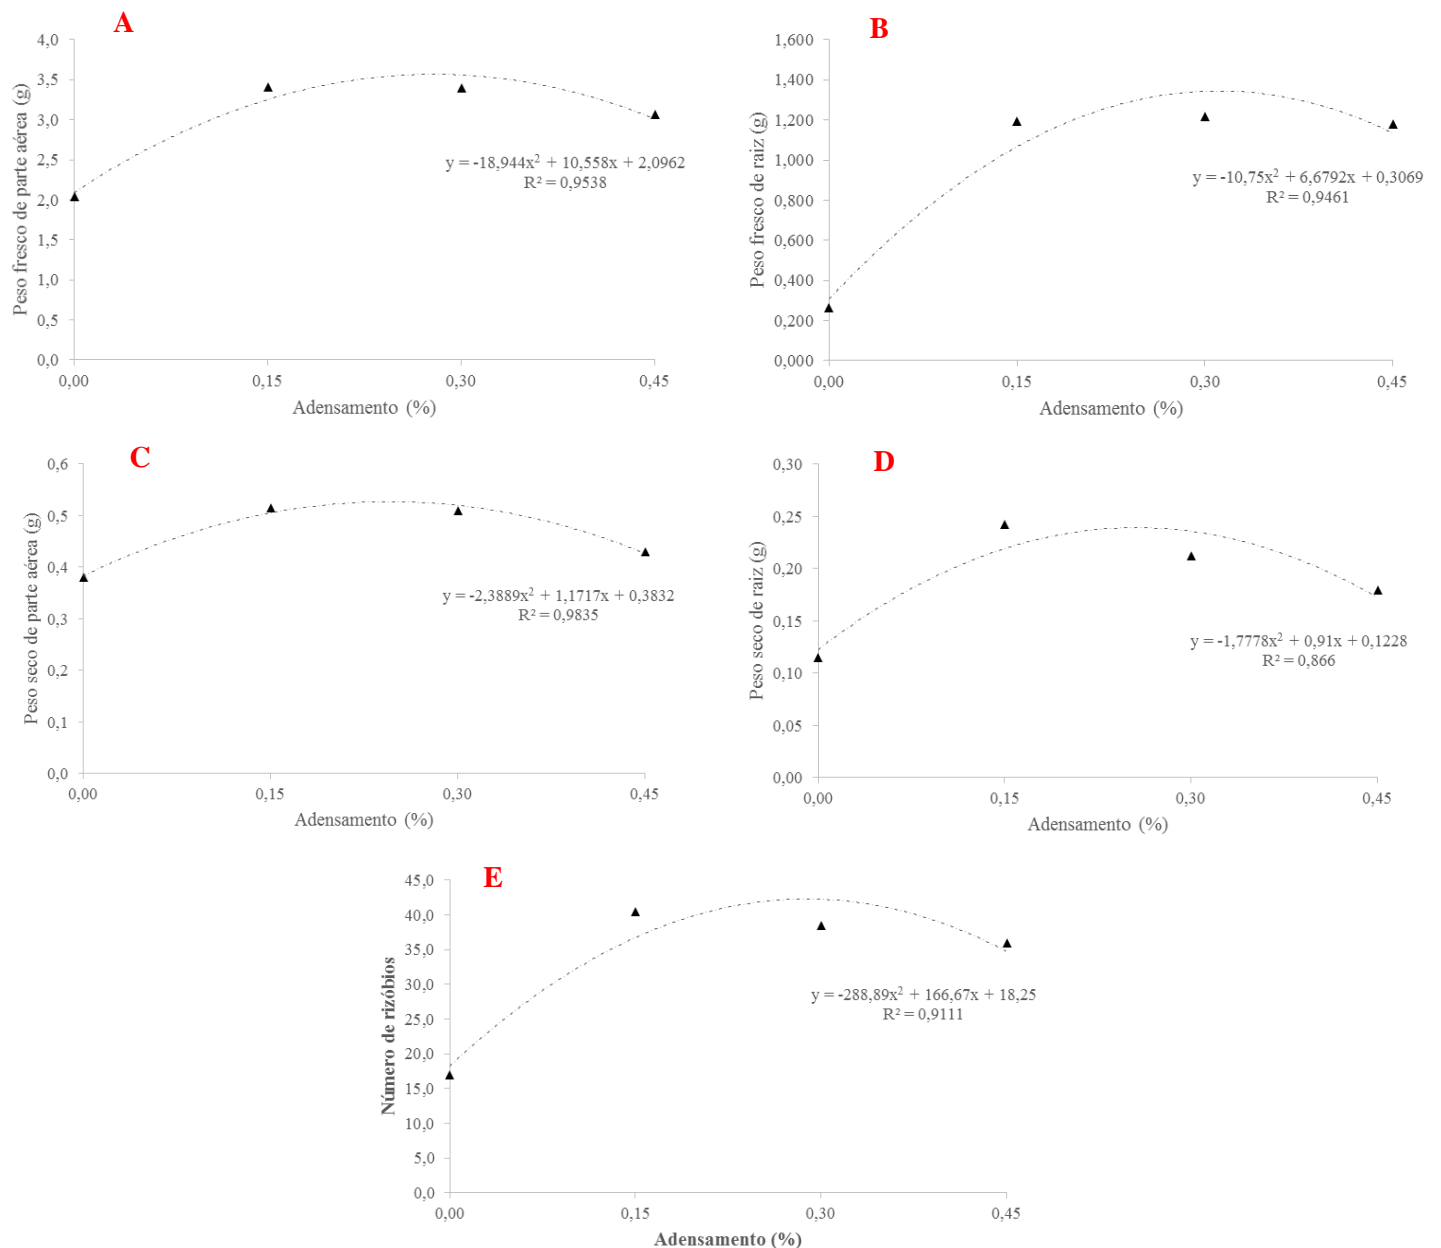 A
4,0
3,5
3,0
2,5
2,0
1,5
1,0
0,5
0,0
Peso fresco de parte aérea (g)
y = -18,944x² + 10,558x + 2,0962
R² = 0,9538
0,00 0,15 0,30 0,45
Adensamento (%)
B
1,600
1,400
1,200
1,000
0,800
0,600
0,400
0,200
0,000
Peso fresco de raiz (g)
y = -10,75x² + 6,6792x + 0,3069
R² = 0,9461
0,00 0,15 0,30 0,45
Adensamento (%)
C
0,6
0,5
0,4
0,3
0,2
0,1
0,0
Peso seco de parte aérea (g)
y = -2,3889x² + 1,1717x + 0,3832
R² = 0,9835
0,00 0,15 0,30 0,45
Adensamento (%)
D
0,30
0,25
0,20
0,15
0,10
0,05
0,00
Peso seco de raiz (g)
y = -1,7778x² + 0,91x + 0,1228
R² = 0,866
0,00 0,15 0,30 0,45
Adensamento (%)
E
45,0
40,0
35,0
30,0
25,0
20,0
15,0
10,0
5,0
0,0
Número de rizóbios
y = -288,89x² + 166,67x + 18,25
R² = 0,9111
0,00 0,15 0,30 0,45
Adensamento (%)